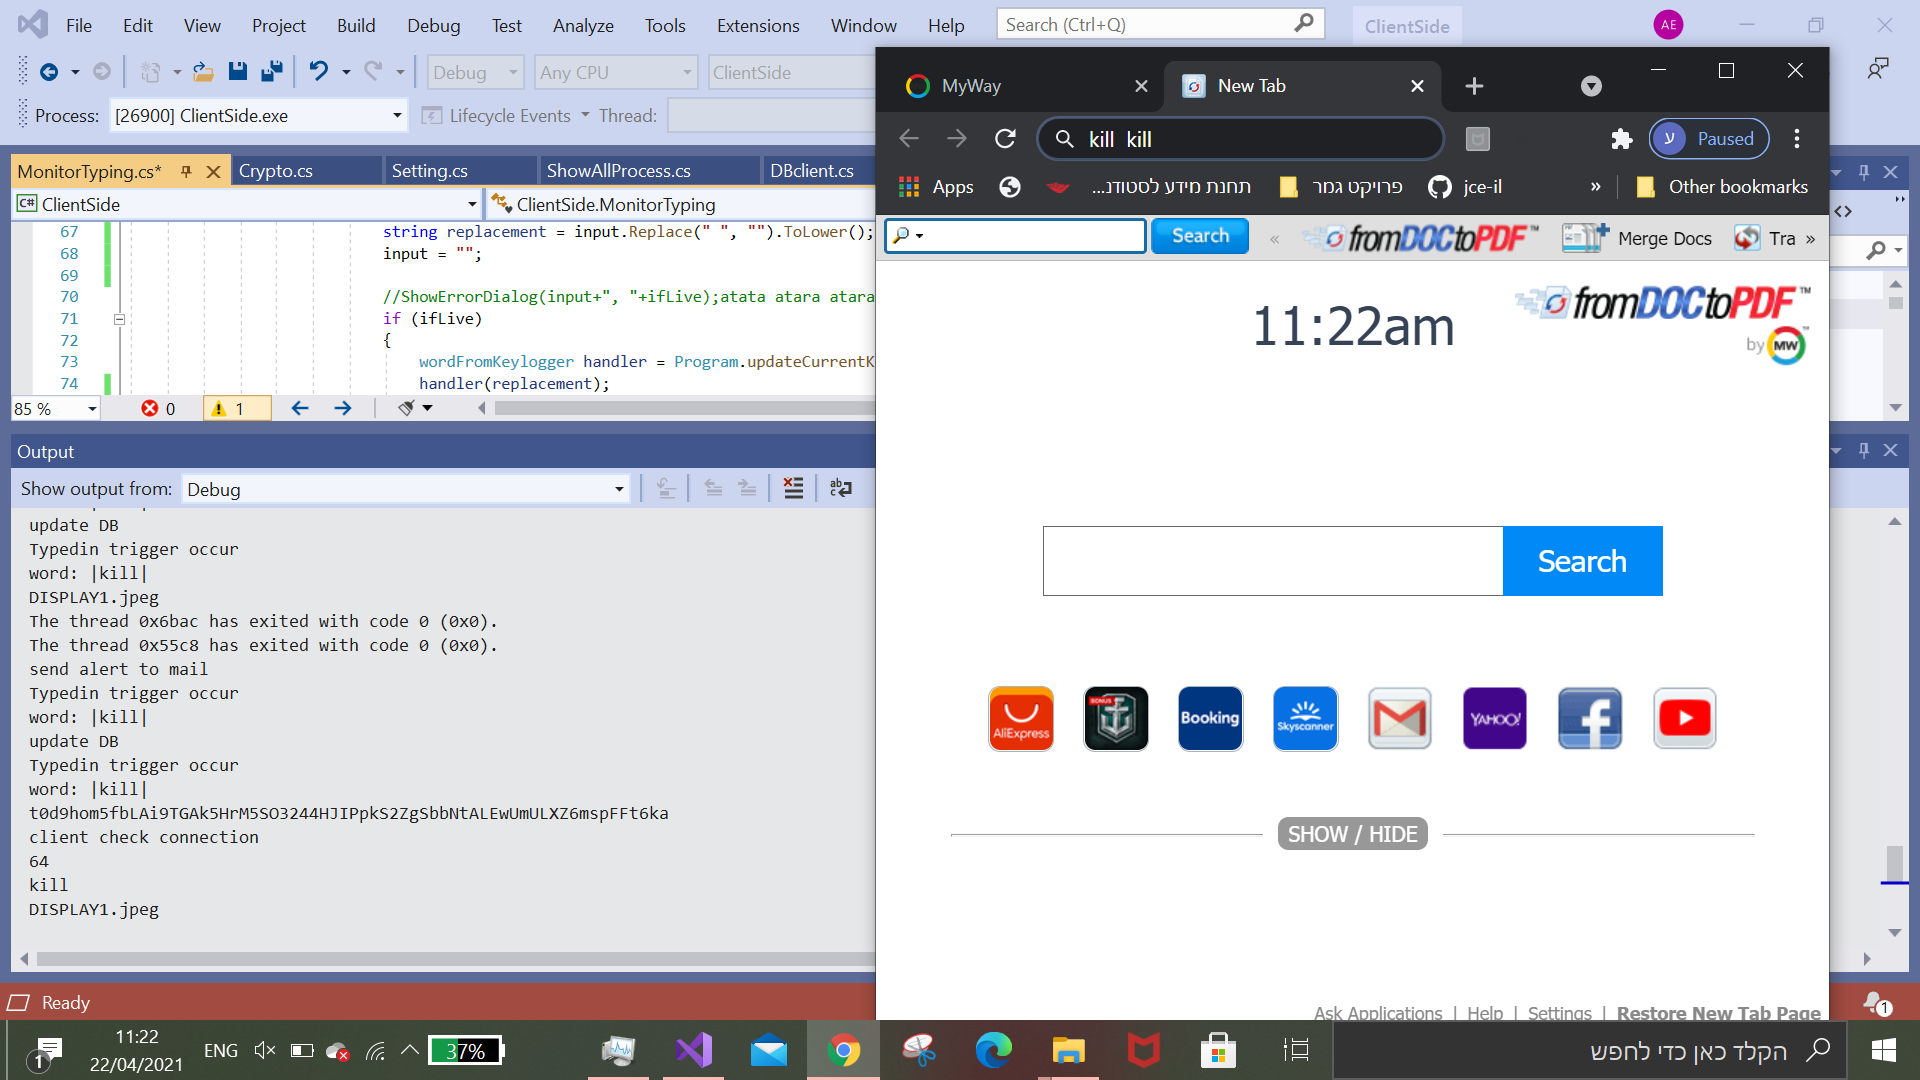 File Edit View Project Build Debug Test Analyze Tools Extensions Window Help Search (Ctrl+Q) ClientSide AE
Debug Any CPU ClientSide
Process: [26900] ClientSide.exe Lifecycle Events Thread:
MonitorTyping.cs* Crypto.cs Setting.cs ShowAllProcess.cs DBclient.cs
C# ClientSide ClientSide.MonitorTyping
67 string replacement = input.Replace(" ", "").ToLower();
68 input = "";
69
70 //ShowErrorDialog(input+", "+ifLive);atata atara atara
71 if (ifLive)
72 {
73 wordFromKeylogger handler = Program.updateCurrentK
74 handler(replacement);
85 % 0 1
Output
Show output from: Debug
update DB
Typedin trigger occur
word: |kill|
DISPLAY1.jpeg
The thread 0x6bac has exited with code 0 (0x0).
The thread 0x55c8 has exited with code 0 (0x0).
send alert to mail
Typedin trigger occur
word: |kill|
update DB
Typedin trigger occur
word: |kill|
t0d9hom5fbLAi9TGAk5HrM5SO3244HJIPpkS2ZgSbbNtALEwUmULXZ6mspFFt6ka
client check connection
64
kill
DISPLAY1.jpeg
Ready
MyWay New Tab
kill kill ע Paused
Apps תחנת מידע לסטודנ... פרויקט גמר jce-il » Other bookmarks
Search « fromDOCtoPDF™ Merge Docs Tra »
11:22am
fromDOCtoPDF™
by MW
Search
AliExpress BONUS Booking Skyscanner YAHOO!
SHOW / HIDE
Ask Applications | Help | Settings | Restore New Tab Page
1
1 11:22 22/04/2021 ENG 37% הקלד כאן כדי לחפש